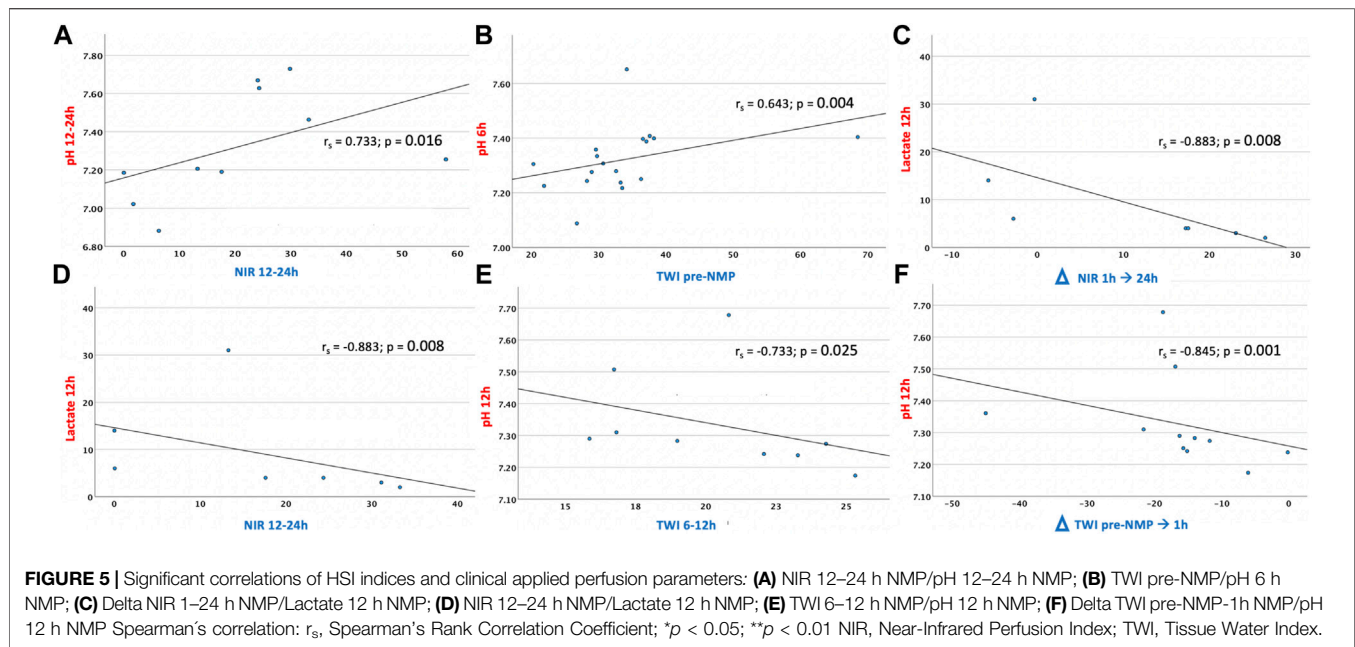 A
7.80
7.60
7.40
7.20
7.00
6.80
pH 12-24h
rs = 0.733; p = 0.016
0 10 20 30 40 50 60
NIR 12-24h
B
7.60
7.40
7.20
7.00
pH 6h
rs = 0.643; p = 0.004
20 30 40 50 60 70
TWI pre-NMP
C
40
30
20
10
0
Lactate 12h
rs = -0.883; p = 0.008
−10 0 10 20 30
Δ NIR 1h → 24h
D
40
30
20
10
0
Lactate 12h
rs = -0.883; p = 0.008
0 10 20 30 40
NIR 12-24h
E
7.70
7.60
7.50
7.40
7.30
7.20
7.10
pH 12h
rs = -0.733; p = 0.025
15 18 20 23 25
TWI 6-12h
F
7.70
7.60
7.50
7.40
7.30
7.20
7.10
pH 12h
rs = -0.845; p = 0.001
−50 −40 −30 −20 −10 0
Δ TWI pre-NMP → 1h
FIGURE 5 | Significant correlations of HSI indices and clinical applied perfusion parameters: (A) NIR 12–24 h NMP/pH 12–24 h NMP; (B) TWI pre-NMP/pH 6 h
NMP; (C) Delta NIR 1–24 h NMP/Lactate 12 h NMP; (D) NIR 12–24 h NMP/Lactate 12 h NMP; (E) TWI 6–12 h NMP/pH 12 h NMP; (F) Delta TWI pre-NMP-1h NMP/pH
12 h NMP Spearman´s correlation: rs, Spearman's Rank Correlation Coefficient; *p < 0.05; **p < 0.01 NIR, Near-Infrared Perfusion Index; TWI, Tissue Water Index.